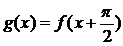 g(x) = f(x + π/2)